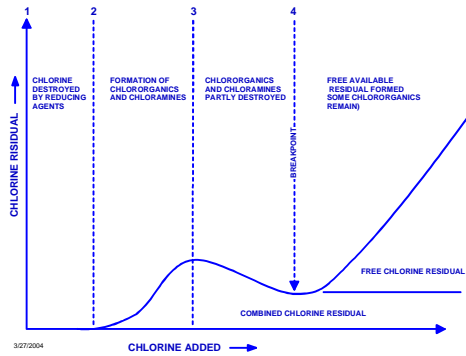 1 2 3 4
CHLORINE
DESTROYED
BY REDUCING
AGENTS
FORMATION OF
CHLORORGANICS
AND CHLORAMINES
CHLORORGANICS
AND CHLORAMINES
PARTLY DESTROYED
FREE AVAILABLE
RESIDUAL FORMED
SOME CHLORORGANICS
REMAIN)
CHLORINE RISIDUAL
BREAKPOINT
FREE CHLORINE RESIDUAL
COMBINED CHLORINE RESIDUAL
3/27/2004
CHLORINE ADDED